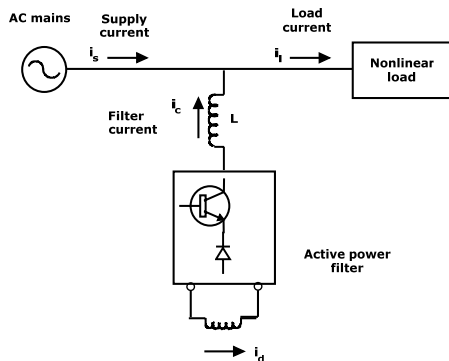 AC mains
Supply
current
i_s
Load
current
i_l
Nonlinear
load
Filter
current
i_c
L
Active power
filter
i_d